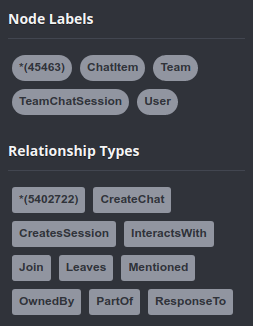 Node Labels
*(45463) ChatItem Team
TeamChatSession User
Relationship Types
*(5402722) CreateChat
CreatesSession InteractsWith
Join Leaves Mentioned
OwnedBy PartOf ResponseTo